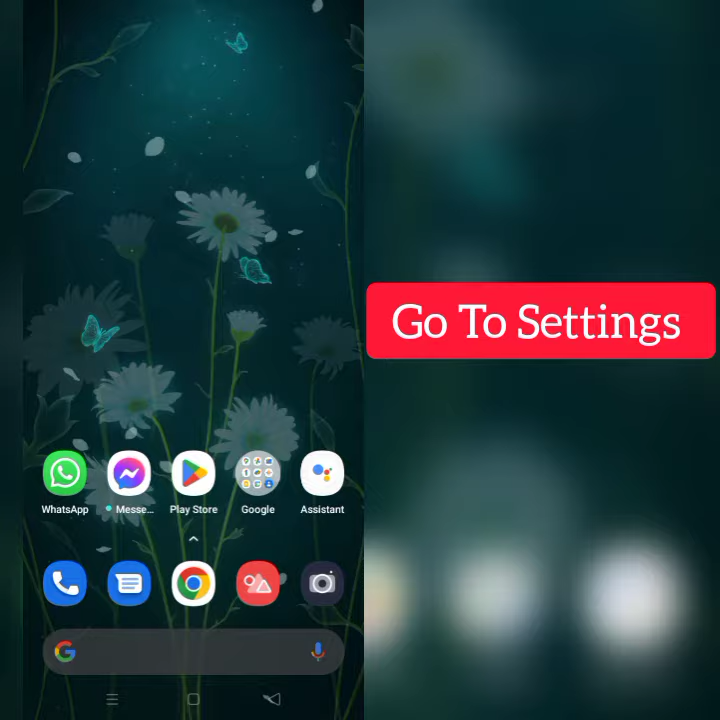 Go To Settings
WhatsApp
Messe...
Play Store
Google
Assistant